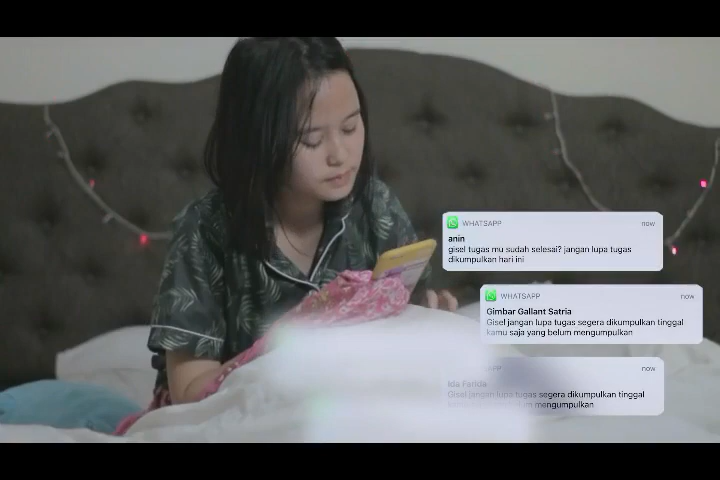 WHATSAPP
now
anin
gisel tugas mu sudah selesai? jangan lupa tugas
dikumpulkan hari ini
WHATSAPP
now
Gimbar Gallant Satria
Gisel jangan lupa tugas segera dikumpulkan tinggal
kamu saja yang belum mengumpulkan
now
Ida Farida
Gisel jangan lupa tugas segera dikumpulkan tinggal
mengumpulkan